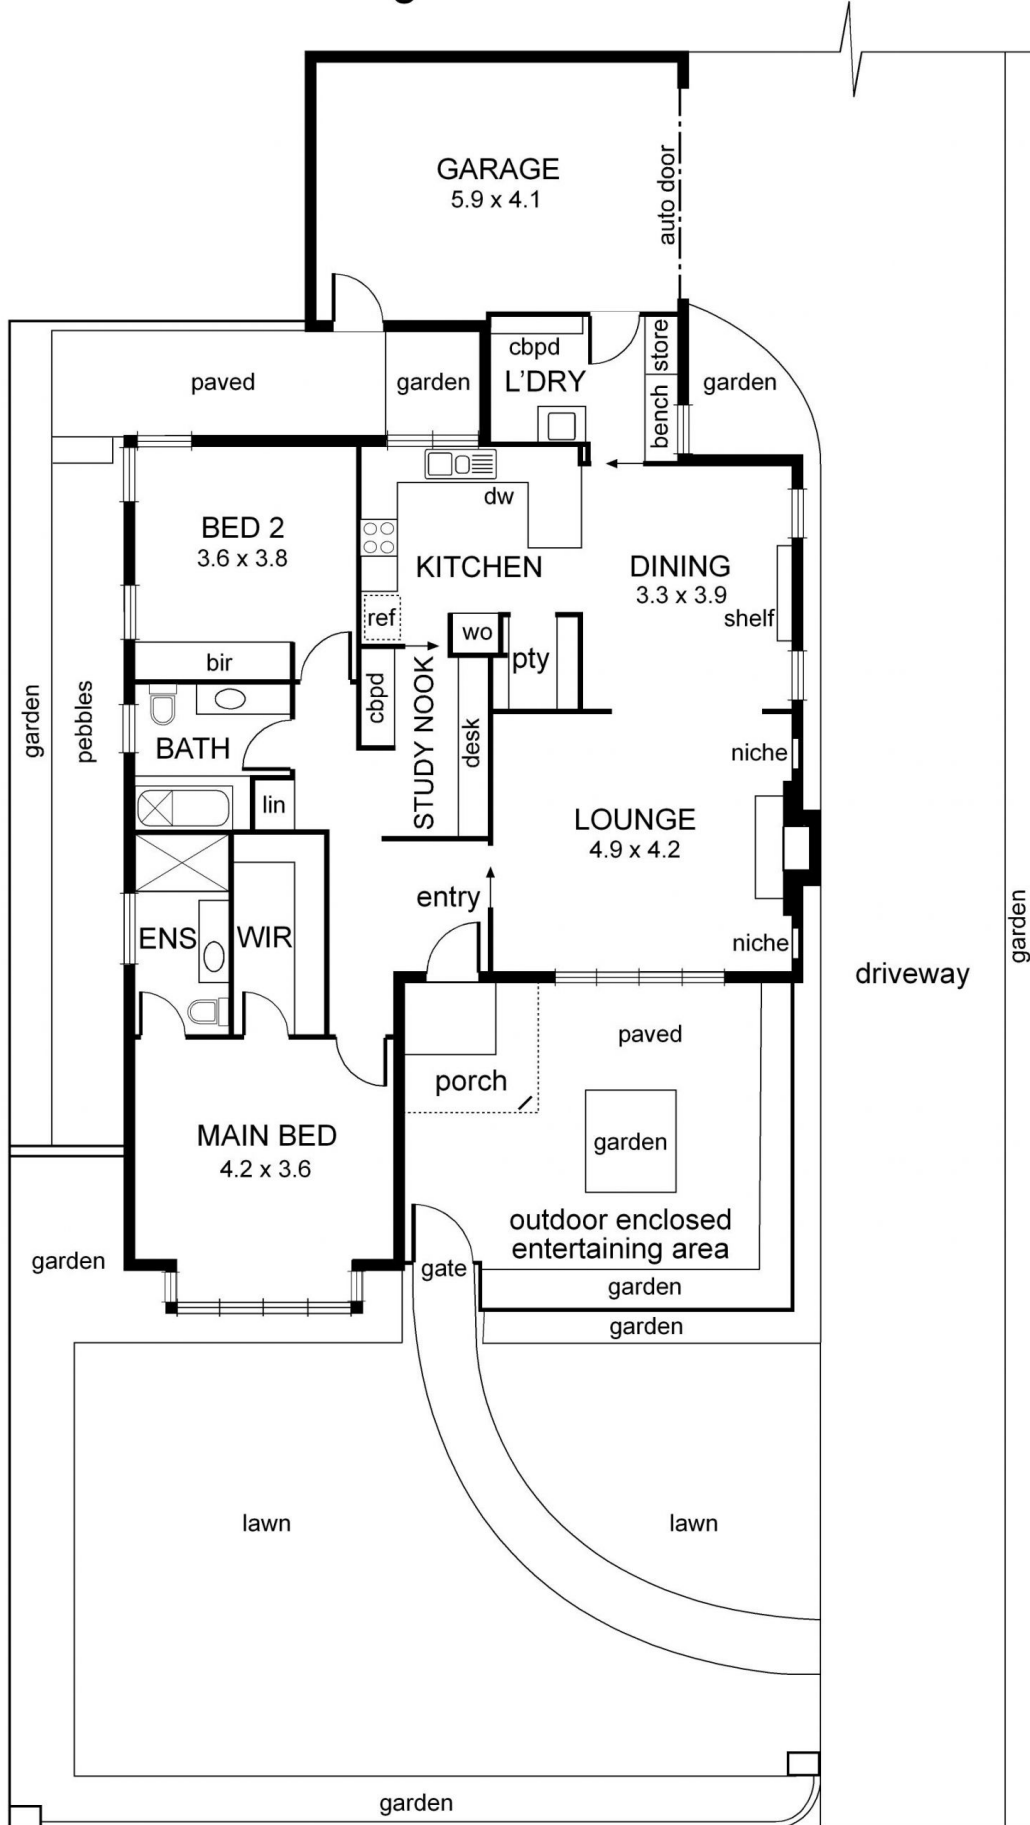 GARAGE
5.9 x 4.1
auto door
paved
garden
cbpd
L'DRY
store
bench
garden
BED 2
3.6 x 3.8
dw
KITCHEN
ref
DINING
3.3 x 3.9
shelf
wo
pty
bir
cbpd
STUDY NOOK
desk
garden
pebbles
BATH
lin
niche
LOUNGE
4.9 x 4.2
niche
entry
ENS
WIR
driveway
garden
porch
paved
garden
MAIN BED
4.2 x 3.6
outdoor enclosed
entertaining area
garden
gate
garden
garden
lawn
lawn
garden